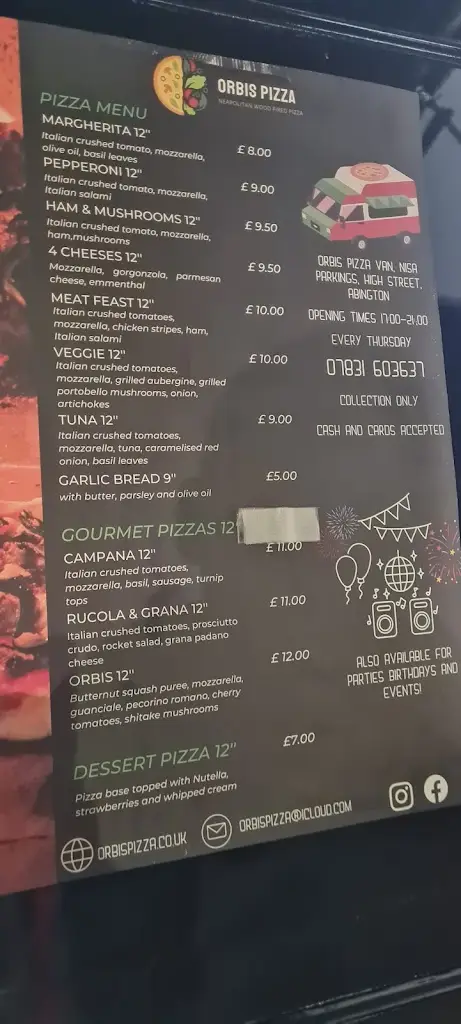 ORBIS PIZZA
NEAPOLITAN WOOD FIRED PIZZA
PIZZA MENU
MARGHERITA 12"
Italian crushed tomato, mozzarella,
olive oil, basil leaves
£ 8.00
PEPPERONI 12"
Italian crushed tomato, mozzarella,
Italian salami
£ 9.00
HAM & MUSHROOMS 12"
Italian crushed tomato, mozzarella,
ham,mushrooms
£ 9.50
4 CHEESES 12"
Mozzarella, gorgonzola, parmesan
cheese, emmenthal
£ 9.50
MEAT FEAST 12"
Italian crushed tomatoes,
mozzarella, chicken stripes, ham,
Italian salami
£ 10.00
VEGGIE 12"
Italian crushed tomatoes,
mozzarella, grilled aubergine, grilled
portobello mushrooms, onion,
artichokes
£ 10.00
TUNA 12"
Italian crushed tomatoes,
mozzarella, tuna, caramelised red
onion, basil leaves
£ 9.00
GARLIC BREAD 9"
with butter, parsley and olive oil
£5.00
GOURMET PIZZAS 12"
CAMPANA 12"
Italian crushed tomatoes,
mozzarella, basil, sausage, turnip
tops
£ 11.00
RUCOLA & GRANA 12"
Italian crushed tomatoes, prosciutto
crudo, rocket salad, grana padano
cheese
£ 11.00
ORBIS 12"
Butternut squash puree, mozzarella,
guanciale, pecorino romano, cherry
tomatoes, shitake mushrooms
£ 12.00
DESSERT PIZZA 12"
Pizza base topped with Nutella,
strawberries and whipped cream
£7.00
ORBIS PIZZA VAN, NISA
PARKINGS, HIGH STREET,
ABINGTON
OPENING TIMES 17:00-21.00
EVERY THURSDAY
07831 603637
COLLECTION ONLY
CASH AND CARDS ACCEPTED
ALSO AVAILABLE FOR
PARTIES BIRTHDAYS AND
EVENTS!
ORBISPIZZA.CO.UK
ORBISPIZZA@ICLOUD.COM